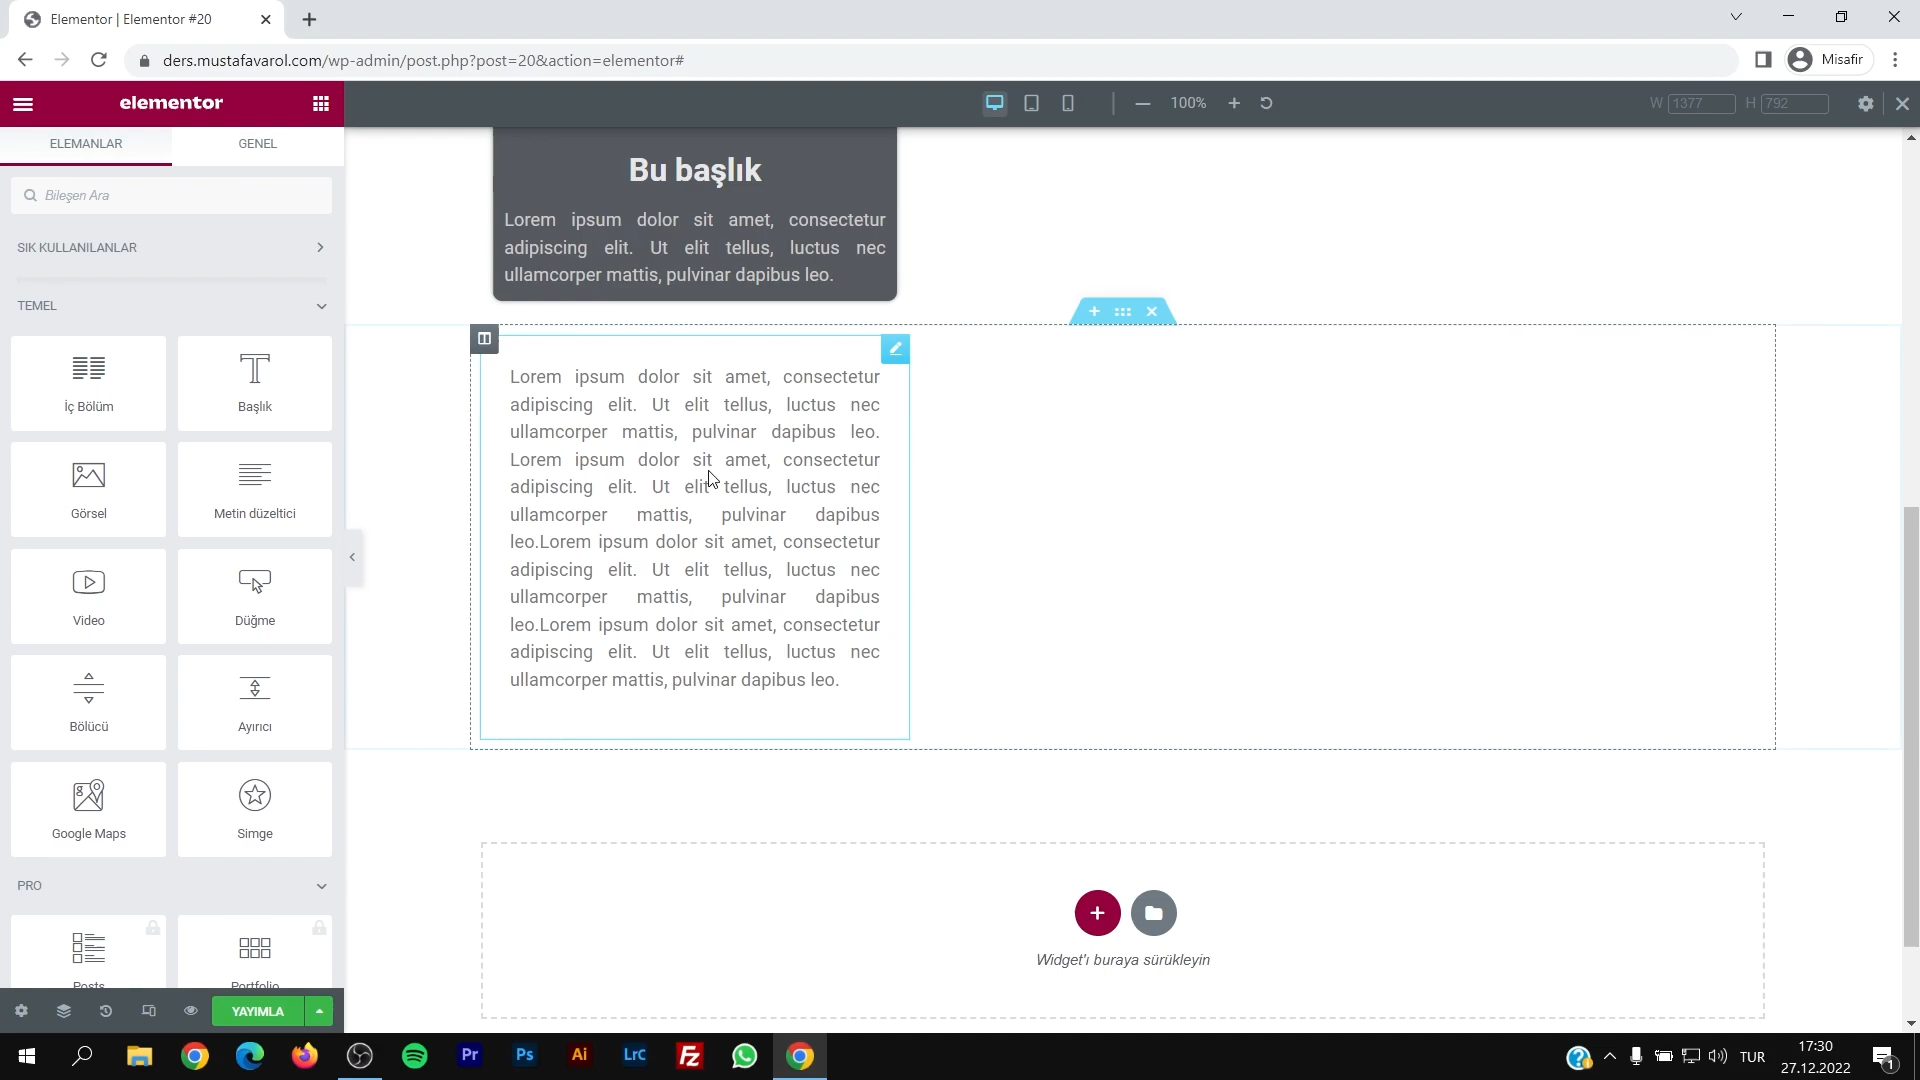 Elementor | Elementor #20
ders.mustafavarol.com/wp-admin/post.php?post=20&action=elementor#
Misafir
elementor
100%
W 1377 H 792
ELEMANLAR
GENEL
Bileşen Ara
SIK KULLANILANLAR
TEMEL
İç Bölüm
Başlık
Görsel
Metin düzeltici
Video
Düğme
Bölücü
Ayırıcı
Google Maps
Simge
PRO
Posts
Portfolio
YAYIMLA
Bu başlık
Lorem ipsum dolor sit amet, consectetur
adipiscing elit. Ut elit tellus, luctus nec
ullamcorper mattis, pulvinar dapibus leo.
Lorem ipsum dolor sit amet, consectetur
adipiscing elit. Ut elit tellus, luctus nec
ullamcorper mattis, pulvinar dapibus leo.
Lorem ipsum dolor sit amet, consectetur
adipiscing elit. Ut elit tellus, luctus nec
ullamcorper mattis, pulvinar dapibus
leo.Lorem ipsum dolor sit amet, consectetur
adipiscing elit. Ut elit tellus, luctus nec
ullamcorper mattis, pulvinar dapibus
leo.Lorem ipsum dolor sit amet, consectetur
adipiscing elit. Ut elit tellus, luctus nec
ullamcorper mattis, pulvinar dapibus leo.
Widget'ı buraya sürükleyin
Pr
Ps
Ai
LrC
Fz
TUR
17:30
27.12.2022
1